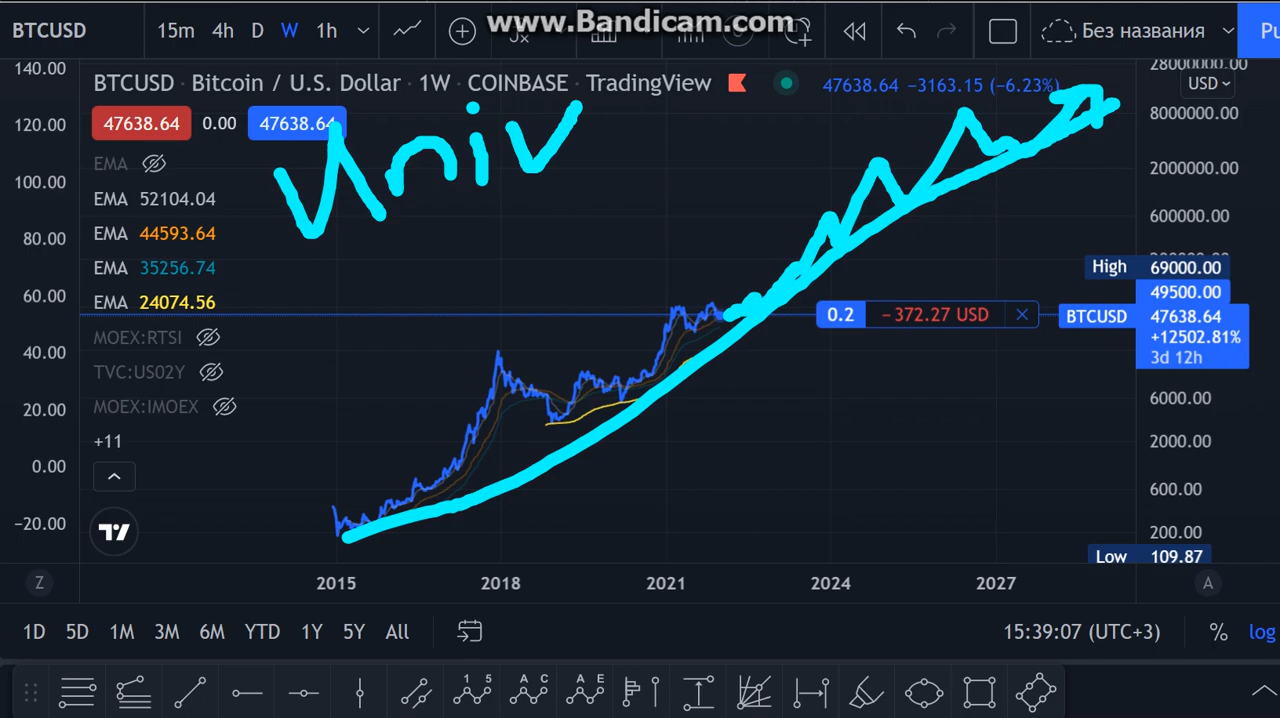 www.Bandicam.com
BTCUSD 15m 4h D W 1h Без названия
140.00
BTCUSD · Bitcoin / U.S. Dollar · 1W · COINBASE · TradingView 47638.64 −3163.15 (−6.23%)
28000000.00
USD
47638.64 0.00 47638.64
120.00
8000000.00
EMA
2000000.00
100.00
EMA 52104.04
600000.00
80.00
EMA 44593.64
EMA 35256.74
High 69000.00
60.00
EMA 24074.56
49500.00
0.2 −372.27 USD
BTCUSD 47638.64
+12502.81%
3d 12h
MOEX:RTSI
40.00
TVC:US02Y
MOEX:IMOEX
6000.00
20.00
+11
2000.00
0.00
600.00
−20.00
200.00
Low 109.87
Z 2015 2018 2021 2024 2027 A
1D 5D 1M 3M 6M YTD 1Y 5Y All 15:39:07 (UTC+3) % log
1 5 A C A E